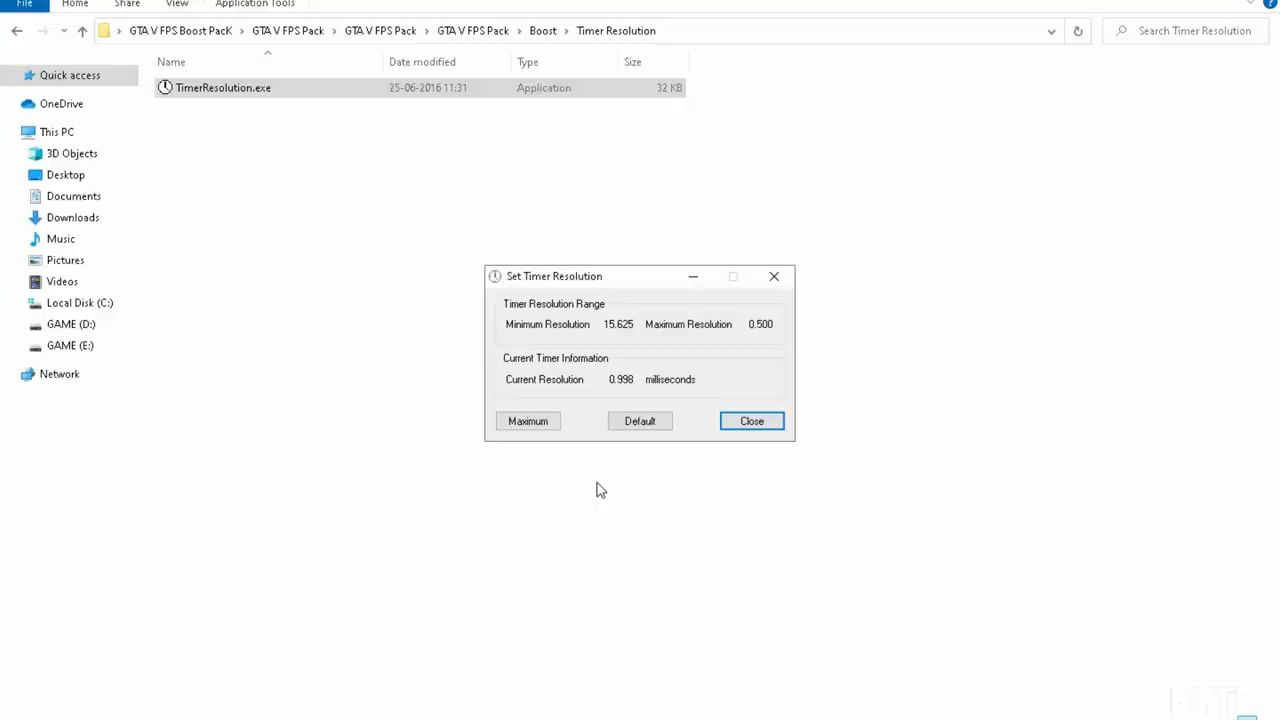 File Home Share View Application Tools
GTA V FPS Boost PacK > GTA V FPS Pack > GTA V FPS Pack > GTA V FPS Pack > Boost > Timer Resolution
Search Timer Resolution
Name Date modified Type Size
Quick access
TimerResolution.exe 25-06-2016 11:31 Application 32 KB
OneDrive
This PC
3D Objects
Desktop
Documents
Downloads
Music
Pictures
Videos
Local Disk (C:)
GAME (D:)
GAME (E:)
Network
Set Timer Resolution
Timer Resolution Range
Minimum Resolution 15.625 Maximum Resolution 0.500
Current Timer Information
Current Resolution 0.998 milliseconds
Maximum Default Close